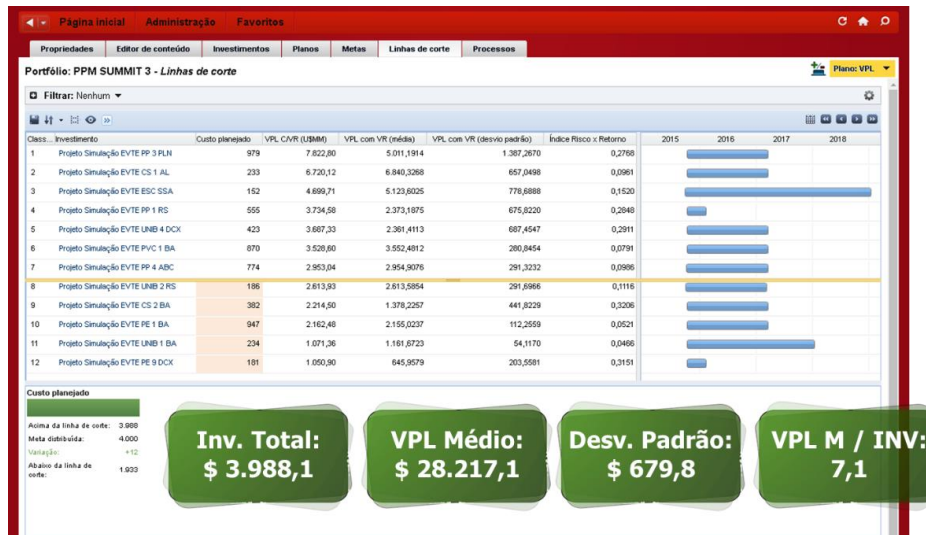 Página inicial Administração Favoritos
Propriedades Editor de conteúdo Investimentos Planos Metas Linhas de corte Processos
Portfólio: PPM SUMMIT 3 - Linhas de corte Plano: VPL
Filtrar: Nenhum
Class... Investimento Custo planejado VPL C/VR (U$MM) VPL com VR (média) VPL com VR (desvio padrão) Índice Risco x Retorno 2015 2016 2017 2018
1 Projeto Simulação EVTE PP 3 PLN 979 7.822,80 5.011,1914 1.387,2670 0,2768
2 Projeto Simulação EVTE CS 1 AL 233 6.720,12 6.840,3268 657,0498 0,0961
3 Projeto Simulação EVTE ESC SSA 152 4.699,71 5.123,6025 778,6888 0,1520
4 Projeto Simulação EVTE PP 1 RS 555 3.734,58 2.373,1875 675,8220 0,2848
5 Projeto Simulação EVTE UNIB 4 DCX 423 3.687,33 2.361,4113 687,4547 0,2911
6 Projeto Simulação EVTE PVC 1 BA 870 3.528,60 3.552,4812 280,8454 0,0791
7 Projeto Simulação EVTE PP 4 ABC 774 2.953,04 2.954,9076 291,3232 0,0986
8 Projeto Simulação EVTE UNIB 2 RS 186 2.613,93 2.613,5854 291,6966 0,1116
9 Projeto Simulação EVTE CS 2 BA 382 2.214,50 1.378,2257 441,8229 0,3206
10 Projeto Simulação EVTE PE 1 BA 947 2.162,48 2.155,0237 112,2559 0,0521
11 Projeto Simulação EVTE UNIB 1 BA 234 1.071,36 1.161,6723 54,1170 0,0466
12 Projeto Simulação EVTE PE 9 DCX 181 1.050,90 645,9579 203,5581 0,3151
Custo planejado
Acima da linha de corte: 3.988
Meta distribuída: 4.000
Variação: +12
Abaixo da linha de
corte: 1.933
Inv. Total:
$ 3.988,1
VPL Médio:
$ 28.217,1
Desv. Padrão:
$ 679,8
VPL M / INV:
7,1